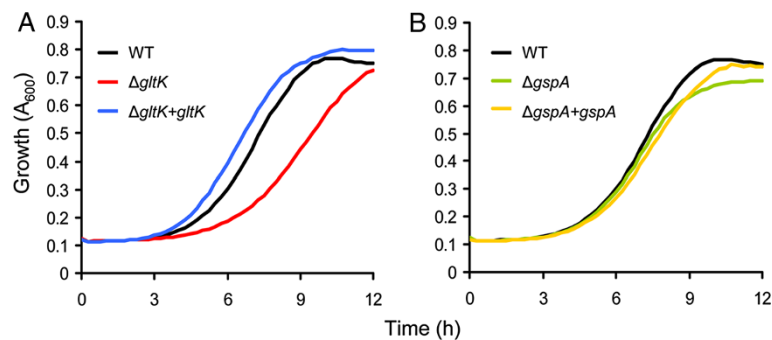 A
0.9
0.8
0.7
0.6
0.5
0.4
0.3
0.2
0.1
0
Growth (A600)
WT
ΔgltK
ΔgltK+gltK
0 3 6 9 12
B
0.9
0.8
0.7
0.6
0.5
0.4
0.3
0.2
0.1
0
WT
ΔgspA
ΔgspA+gspA
0 3 6 9 12
Time (h)